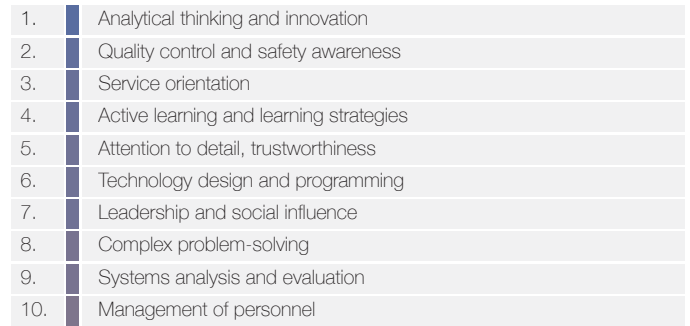 1. Analytical thinking and innovation
2. Quality control and safety awareness
3. Service orientation
4. Active learning and learning strategies
5. Attention to detail, trustworthiness
6. Technology design and programming
7. Leadership and social influence
8. Complex problem-solving
9. Systems analysis and evaluation
10. Management of personnel